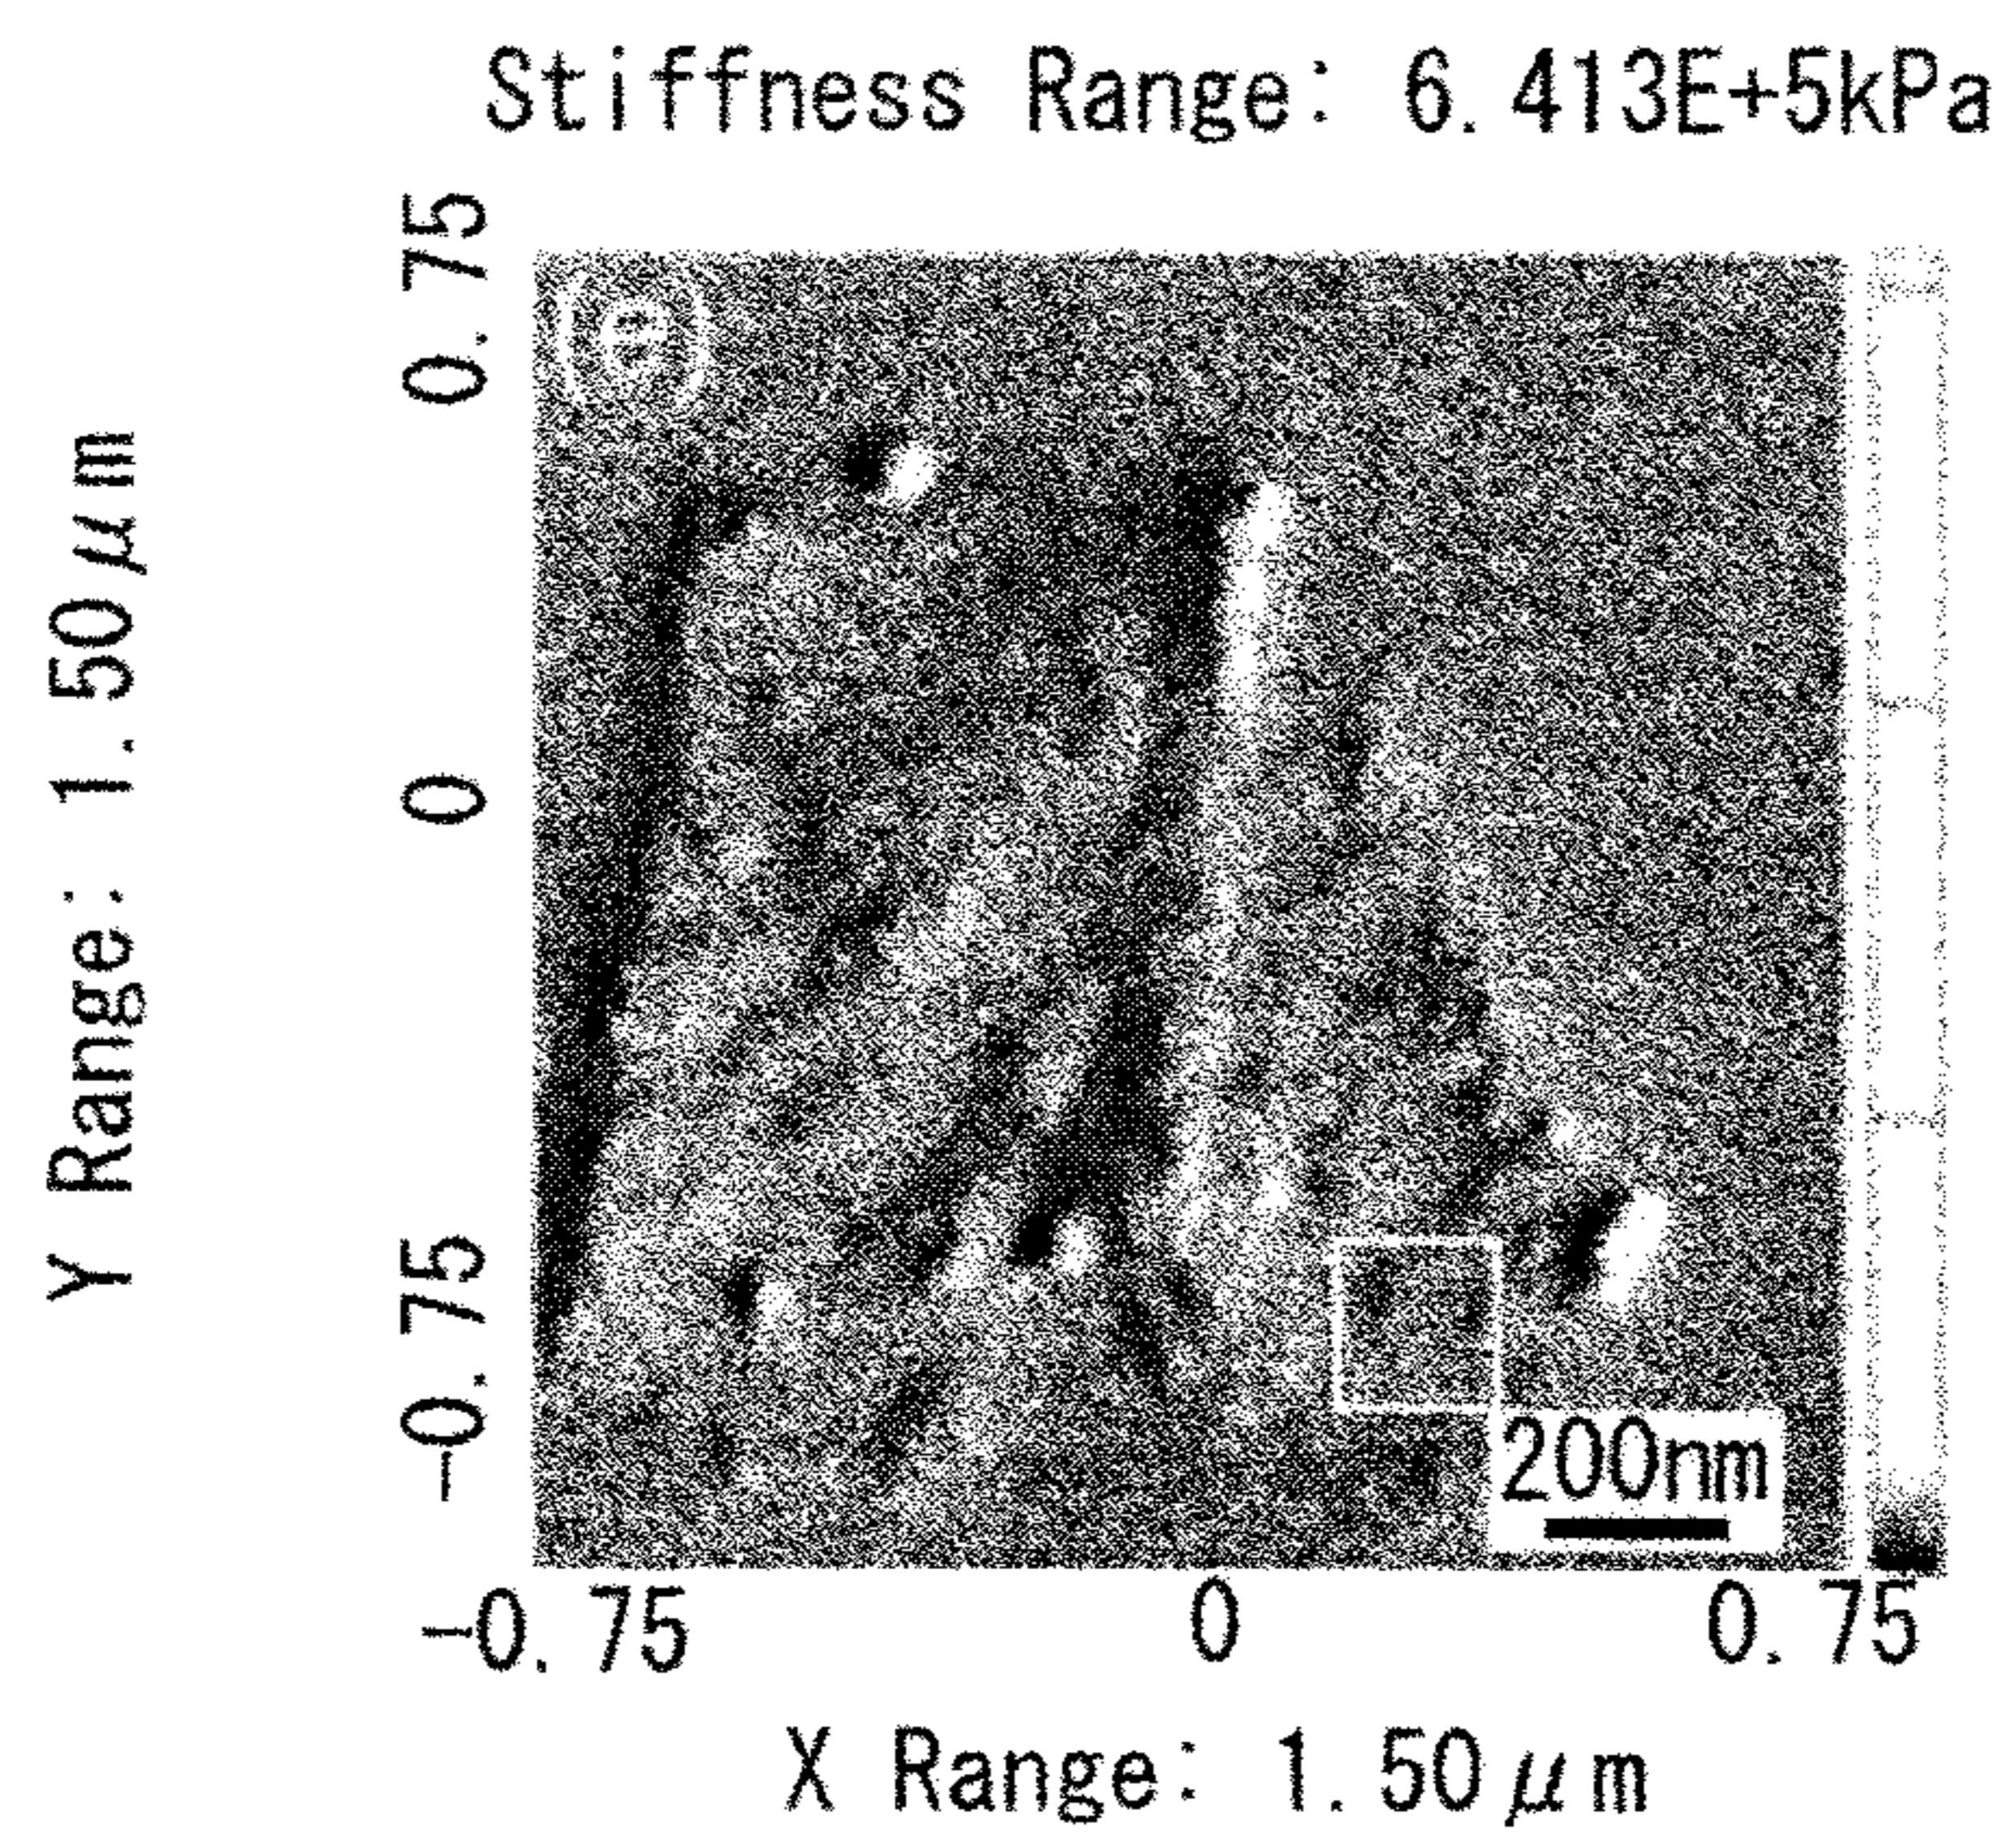 Stiffness Range: 6.413E+5kPa
Y Range: 1.50μm
0.75
0
-0.75
(e)
200nm
-0.75 0 0.75
X Range: 1.50μm